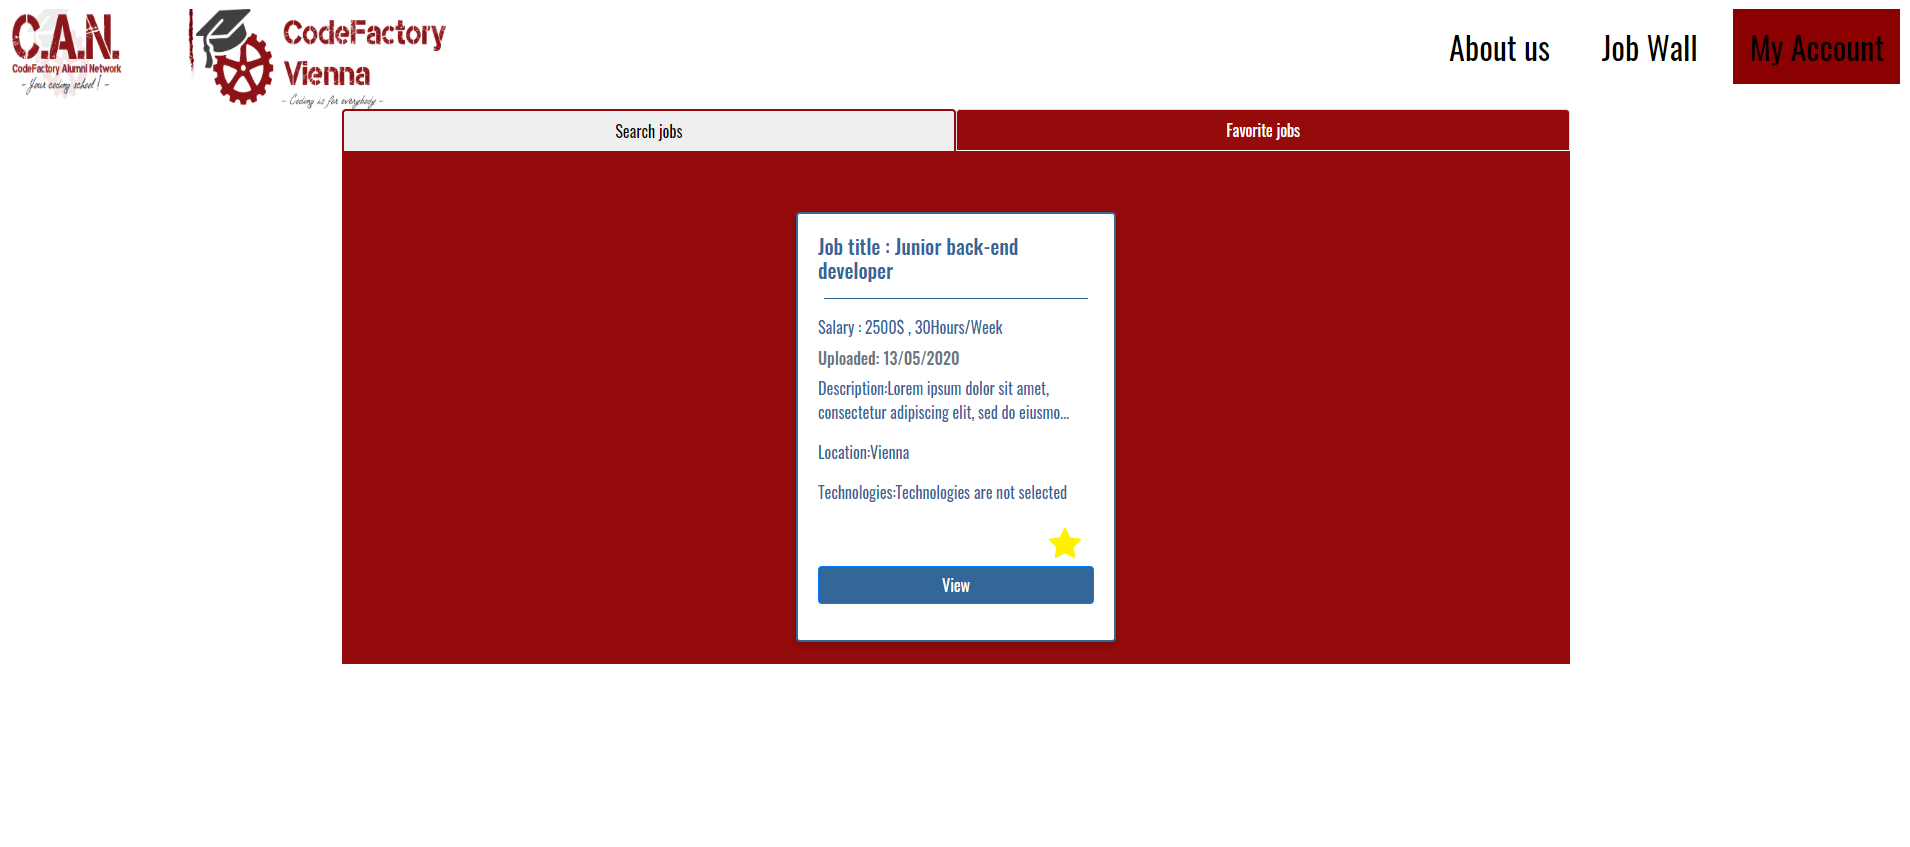 C.A.N.
CodeFactory Alumni Network
- Your coding school! -
CodeFactory
Vienna
- Coding is for everybody -
About us
Job Wall
My Account
Search jobs
Favorite jobs
Job title : Junior back-end
developer
Salary : 2500$ , 30Hours/Week
Uploaded: 13/05/2020
Description:Lorem ipsum dolor sit amet,
consectetur adipiscing elit, sed do eiusmo...
Location:Vienna
Technologies:Technologies are not selected
View